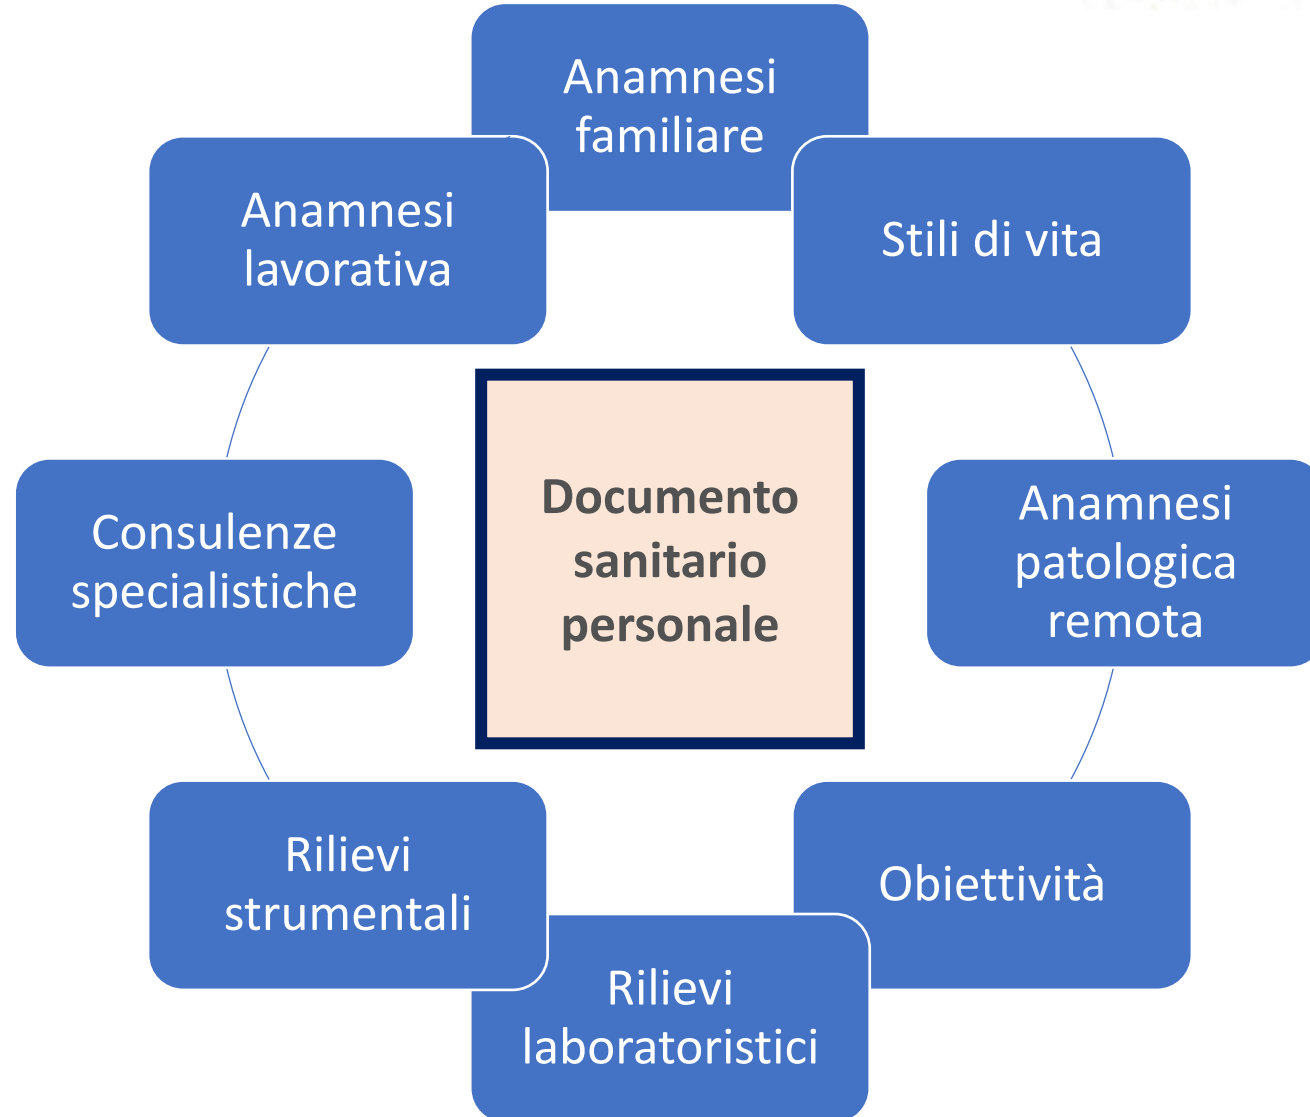 Anamnesi
familiare
Stili di vita
Anamnesi
patologica
remota
Obiettività
Rilievi
laboratoristici
Rilievi
strumentali
Consulenze
specialistiche
Anamnesi
lavorativa
Documento
sanitario
personale